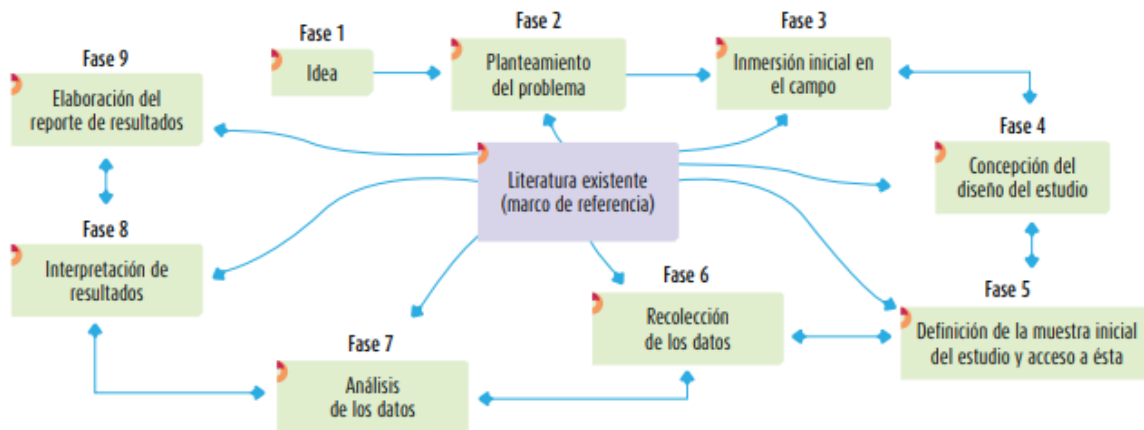 Fase 1
Idea
Fase 2
Planteamiento
del problema
Fase 3
Inmersión inicial en
el campo
Fase 4
Concepción del
diseño del estudio
Fase 5
Definición de la muestra inicial
del estudio y acceso a ésta
Fase 6
Recolección
de los datos
Fase 7
Análisis
de los datos
Fase 8
Interpretación de
resultados
Fase 9
Elaboración del
reporte de resultados
Literatura existente
(marco de referencia)